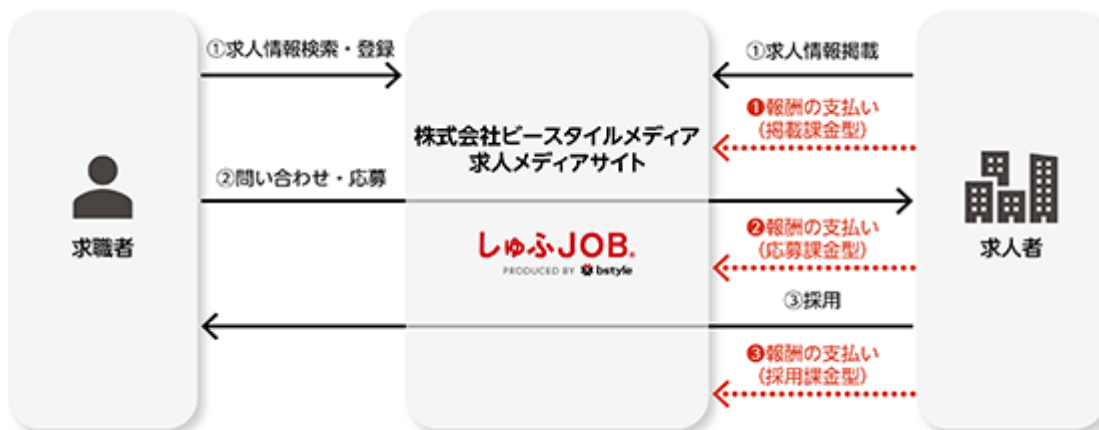 ①求人情報検索・登録
①求人情報掲載
❶報酬の支払い
(掲載課金型)
株式会社ビースタイルメディア
求人メディアサイト
②問い合わせ・応募
求職者
しゅふJOB®
PRODUCED BY bstyle
❷報酬の支払い
(応募課金型)
求人者
③採用
❸報酬の支払い
(採用課金型)